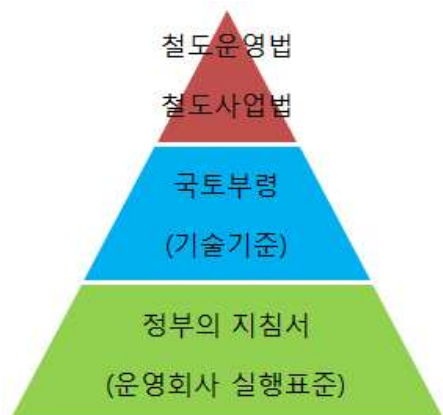 철도운영법
철도사업법
국토부령
(기술기준)
정부의 지침서
(운영회사 실행표준)